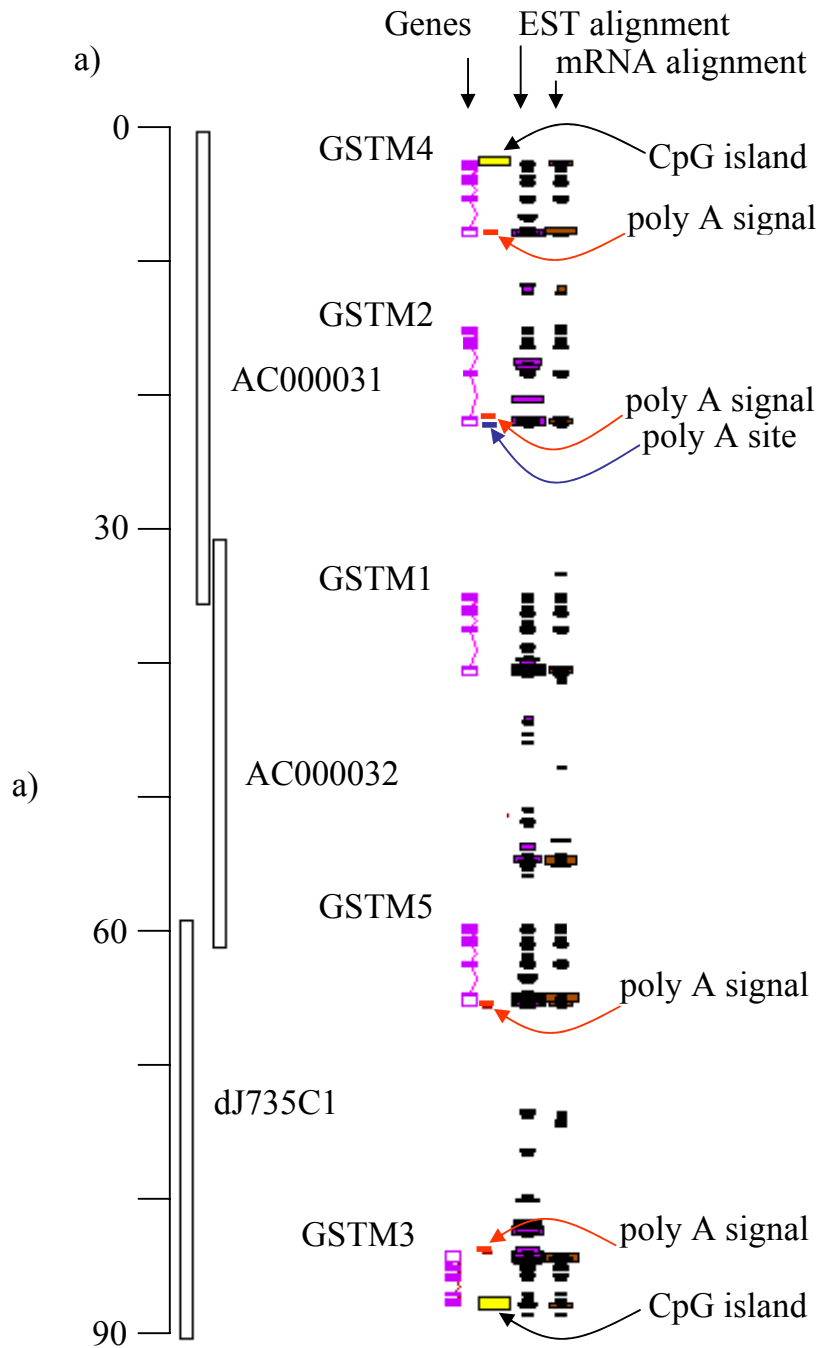 Genes EST alignment
a) mRNA alignment
0
GSTM4 CpG island
poly A signal
GSTM2
AC000031
poly A signal
poly A site
30
GSTM1
AC000032
a)
GSTM5
60
poly A signal
dJ735C1
GSTM3 poly A signal
CpG island
90